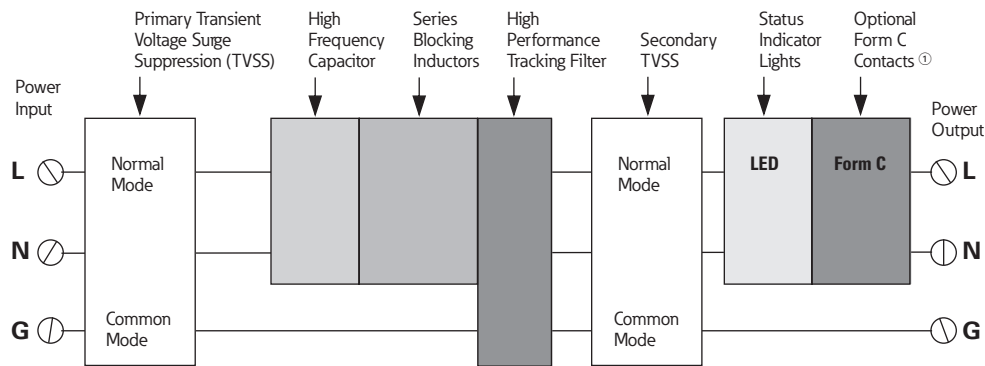 Primary Transient
Voltage Surge
Suppression (TVSS)
High
Frequency
Capacitor
Series
Blocking
Inductors
High
Performance
Tracking Filter
Secondary
TVSS
Status
Indicator
Lights
Optional
Form C
Contacts ①
Power
Input
Power
Output
L
Normal
Mode
Normal
Mode
LED
Form C
L
N
N
G
Common
Mode
Common
Mode
G